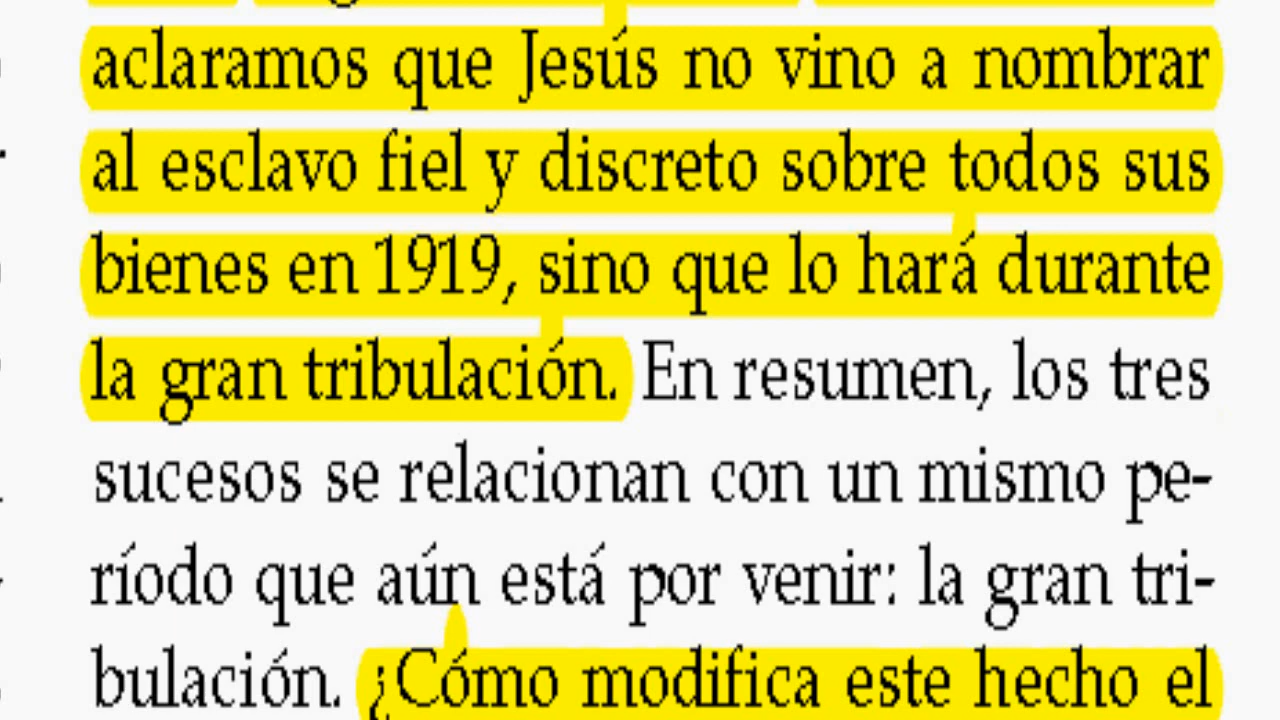 aclaramos que Jesús no vino a nombrar
al esclavo fiel y discreto sobre todos sus
bienes en 1919, sino que lo hará durante
la gran tribulación. En resumen, los tres
sucesos se relacionan con un mismo pe-
ríodo que aún está por venir: la gran tri-
bulación. ¿Cómo modifica este hecho el